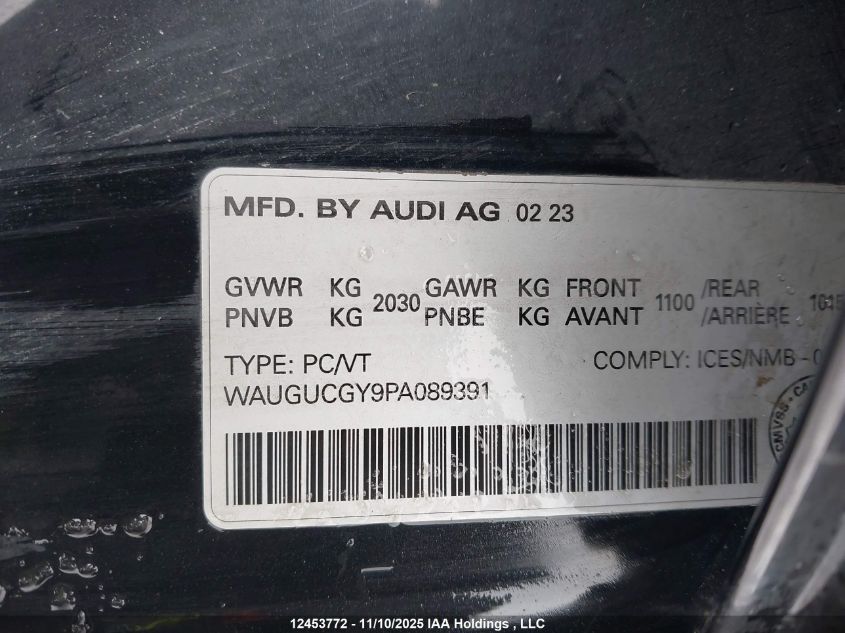 MFD. BY AUDI AG 02 23
GVWR KG 2030 GAWR KG FRONT 1100 /REAR
PNVB KG PNBE KG AVANT /ARRIÈRE
TYPE: PC/VT COMPLY: ICES/NMB -
WAUGUCGY9PA089391
CMVSS
12453772 - 11/10/2025 IAA Holdings , LLC